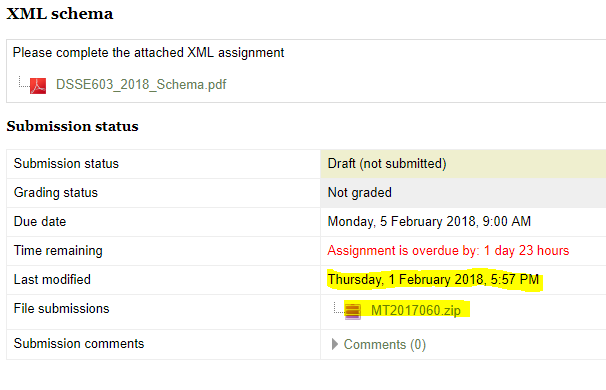 XML schema
Please complete the attached XML assignment
DSSE603_2018_Schema.pdf
Submission status
Submission status Draft (not submitted)
Grading status Not graded
Due date Monday, 5 February 2018, 9:00 AM
Time remaining Assignment is overdue by: 1 day 23 hours
Last modified Thursday, 1 February 2018, 5:57 PM
File submissions MT2017060.zip
Submission comments Comments (0)